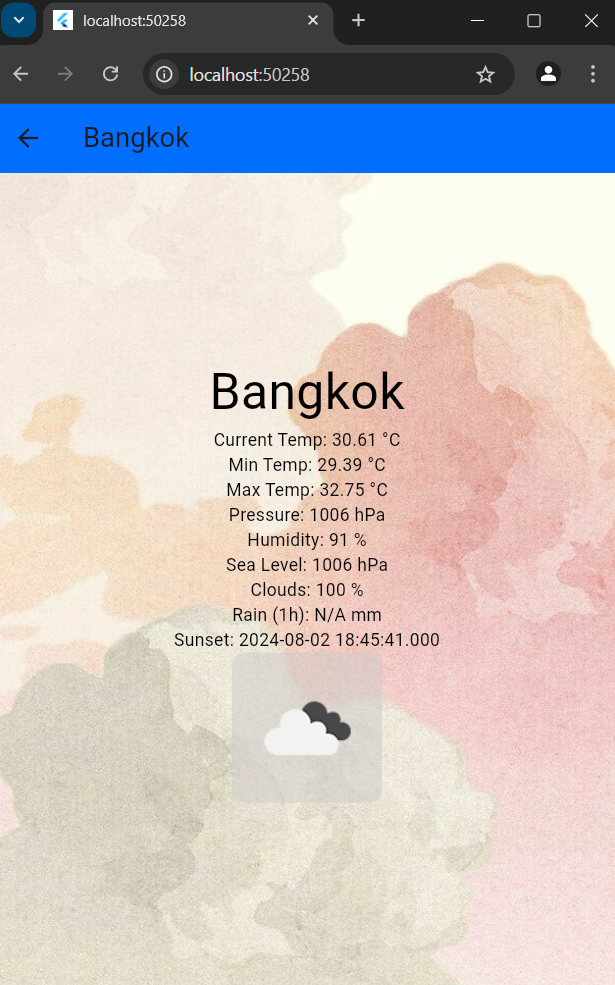 localhost:50258
localhost:50258
Bangkok
Bangkok
Current Temp: 30.61 °C
Min Temp: 29.39 °C
Max Temp: 32.75 °C
Pressure: 1006 hPa
Humidity: 91 %
Sea Level: 1006 hPa
Clouds: 100 %
Rain (1h): N/A mm
Sunset: 2024-08-02 18:45:41.000